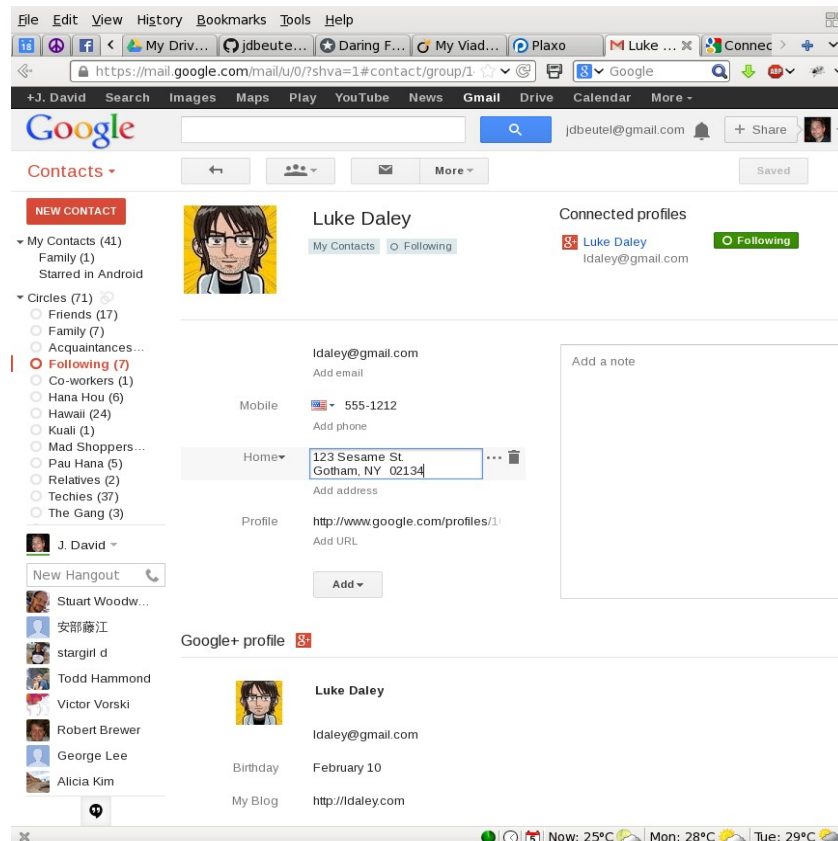 File Edit View History Bookmarks Tools Help
18 My Driv... jdbeute... Daring F... My Viad... Plaxo Luke ... Connec
https://mail.google.com/mail/u/0/?shva=1#contact/group/1 Google
+J. David Search Images Maps Play YouTube News Gmail Drive Calendar More
Google jdbeutel@gmail.com + Share
Contacts More Saved
NEW CONTACT
My Contacts (41)
Family (1)
Starred in Android
Circles (71)
Friends (17)
Family (7)
Acquaintances...
Following (7)
Co-workers (1)
Hana Hou (6)
Hawaii (24)
Kuali (1)
Mad Shoppers...
Pau Hana (5)
Relatives (2)
Techies (37)
The Gang (3)
J. David
New Hangout
Stuart Woodw...
安部藤江
stargirl d
Todd Hammond
Victor Vorski
Robert Brewer
George Lee
Alicia Kim
Luke Daley
My Contacts Following
Connected profiles
Luke Daley Following
ldaley@gmail.com
ldaley@gmail.com
Add email
Mobile 555-1212
Add phone
Home 123 Sesame St.
Gotham, NY 02134
Add address
Profile http://www.google.com/profiles/1
Add URL
Add
Add a note
Google+ profile
Luke Daley
ldaley@gmail.com
Birthday February 10
My Blog http://ldaley.com
Now: 25°C Mon: 28°C Tue: 29°C